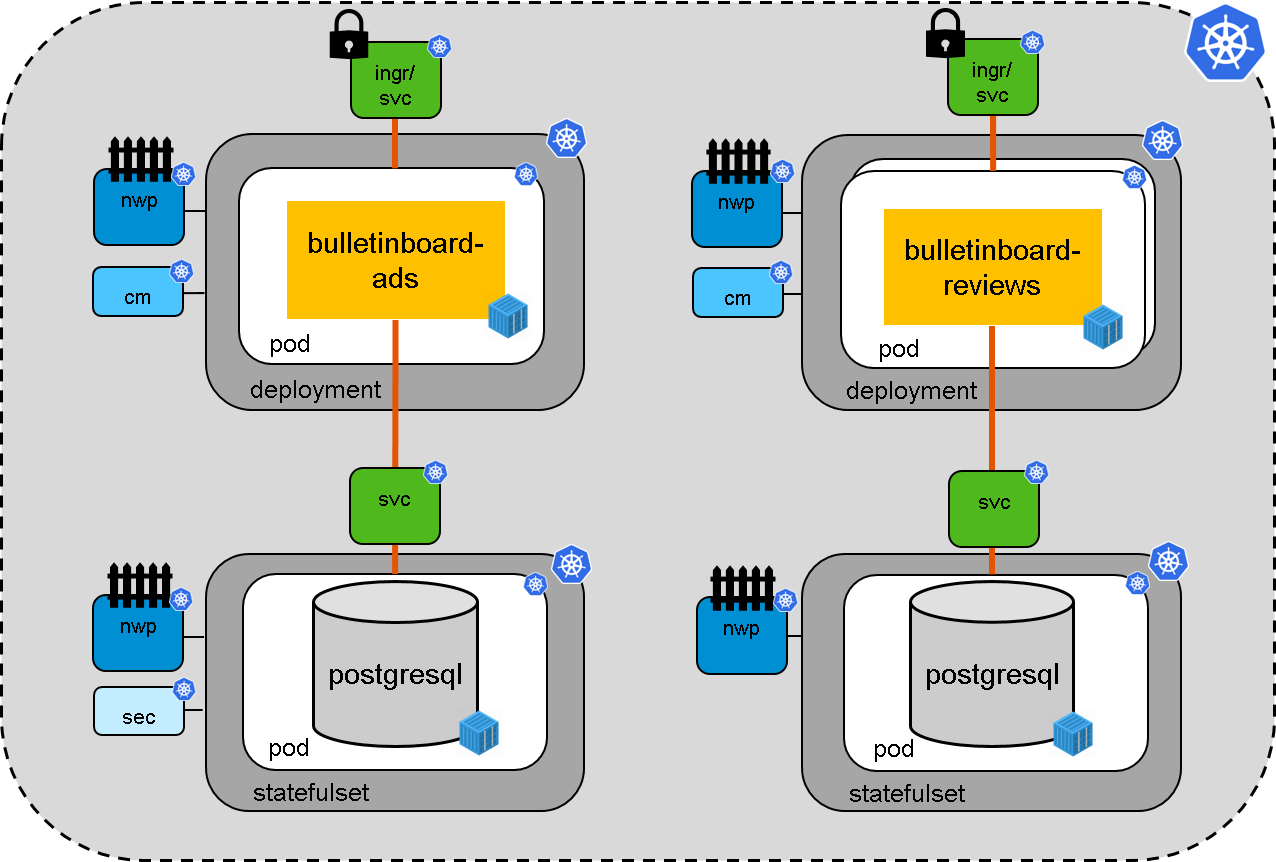 ingr/
svc
ingr/
svc
nwp
cm
bulletinboard-
ads
pod
deployment
nwp
cm
bulletinboard-
reviews
pod
deployment
svc
svc
nwp
sec
postgresql
pod
statefulset
nwp
postgresql
pod
statefulset